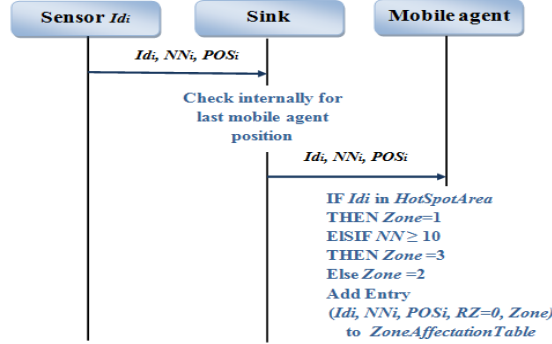 Sensor Idi
Sink
Mobile agent
Idi, NNi, POSi
Check internally for
last mobile agent
position
Idi, NNi, POSi
IF Idi in HotSpotArea
THEN Zone=1
ElSIF NN ≥ 10
THEN Zone =3
Else Zone =2
Add Entry
(Idi, NNi, POSi, RZ=0, Zone)
to ZoneAffectationTable